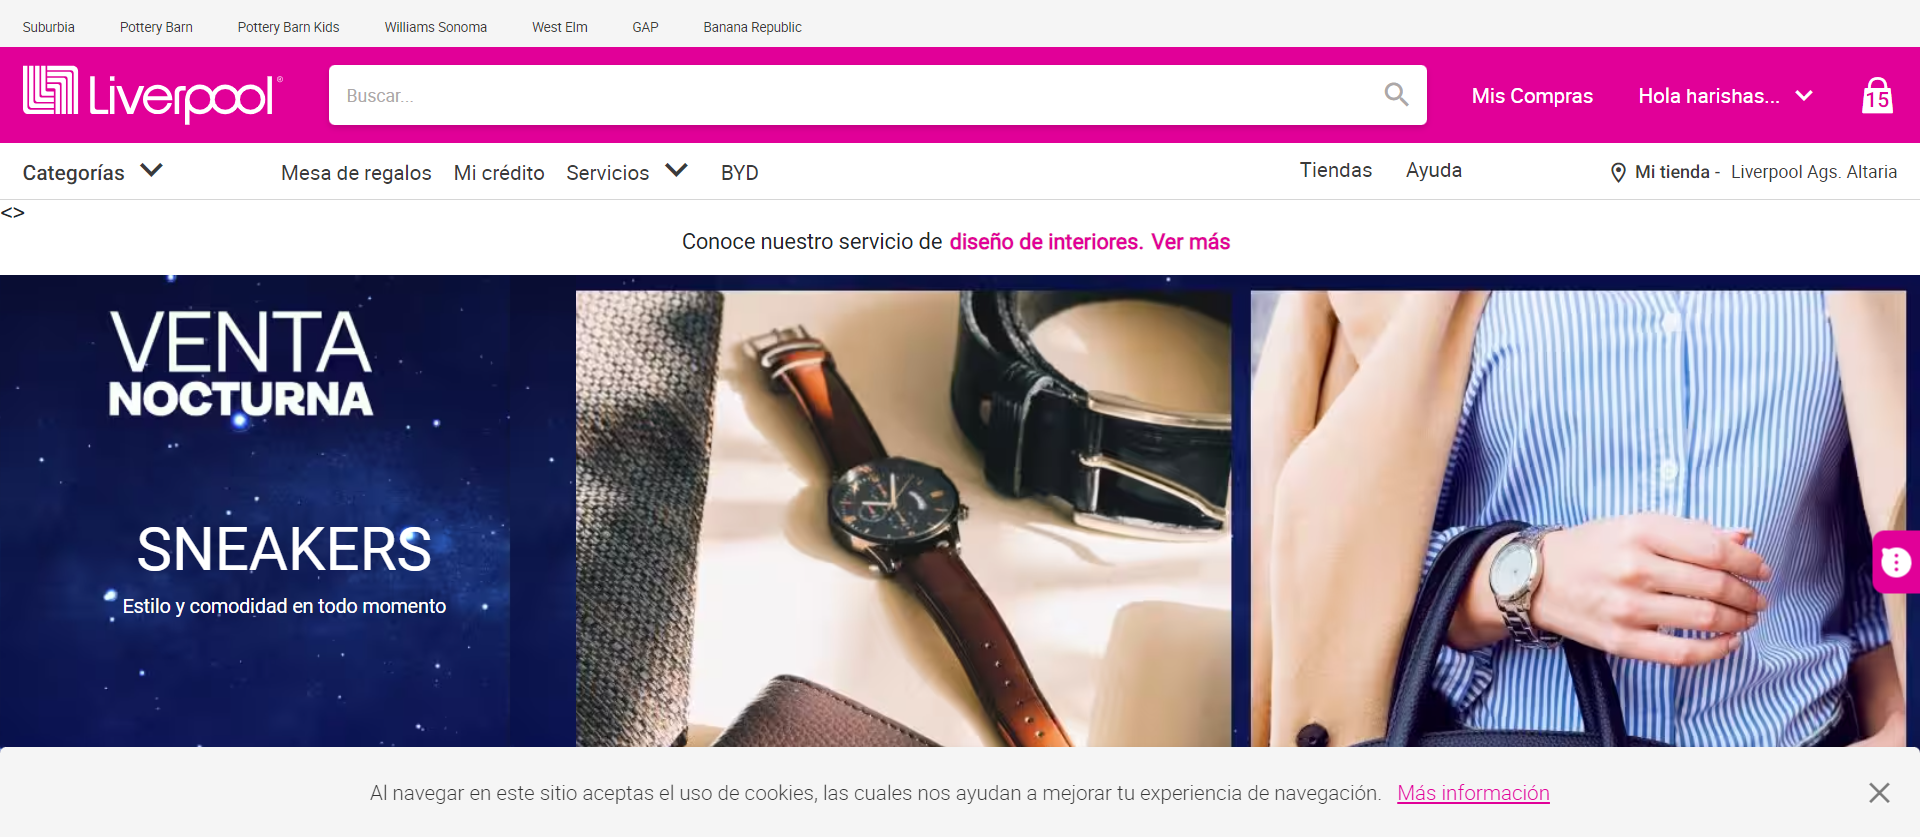 Suburbia Pottery Barn Pottery Barn Kids Williams Sonoma West Elm GAP Banana Republic
Liverpool® Buscar... Mis Compras Hola harishas... 15
Categorías Mesa de regalos Mi crédito Servicios BYD Tiendas Ayuda Mi tienda - Liverpool Ags. Altaria
<>
Conoce nuestro servicio de diseño de interiores. Ver más
VENTA
NOCTURNA
SNEAKERS
Estilo y comodidad en todo momento
Al navegar en este sitio aceptas el uso de cookies, las cuales nos ayudan a mejorar tu experiencia de navegación. Más información